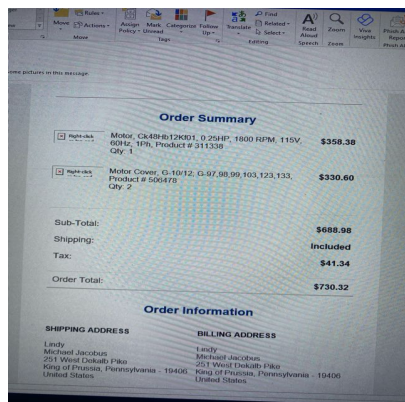 Rules
Find
Move
Actions
Assign Policy
Mark Unread
Categorize
Follow Up
Translate
Related
Select
Read Aloud
Zoom
Viva Insights
Move
Tags
Editing
Speech
Zoom
some pictures in this message.
Order Summary
Right-click
Motor, Ck48Hb12Kl01, 0.25HP, 1800 RPM, 115V,
$358.38
60Hz, 1Ph, Product # 311338
Qty: 1
Right-click
Motor Cover, G-10/12, G-97,98,99,103,123,133,
$330.60
Product # 506478
Qty: 2
Sub-Total:
$688.98
Shipping:
Included
Tax:
$41.34
Order Total:
$730.32
Order Information
SHIPPING ADDRESS
BILLING ADDRESS
Lindy
Michael Jacobus
251 West Dekalb Pike
King of Prussia, Pennsylvania - 19406
United States
Lindy
Michael Jacobus
251 West Dekalb Pike
King of Prussia, Pennsylvania - 19406
United States